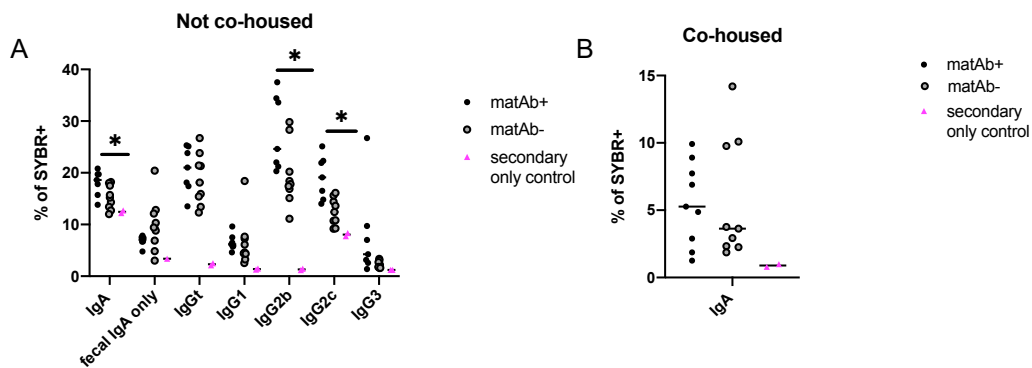 Not co-housed
A
% of SYBR+
40
30
20
10
0
*
*
*
IgA
fecal IgA only
IgGt
IgG1
IgG2b
IgG2c
IgG3
matAb+
matAb-
secondary
only control
B
Co-housed
% of SYBR+
15
10
5
0
IgA
matAb+
matAb-
secondary
only control